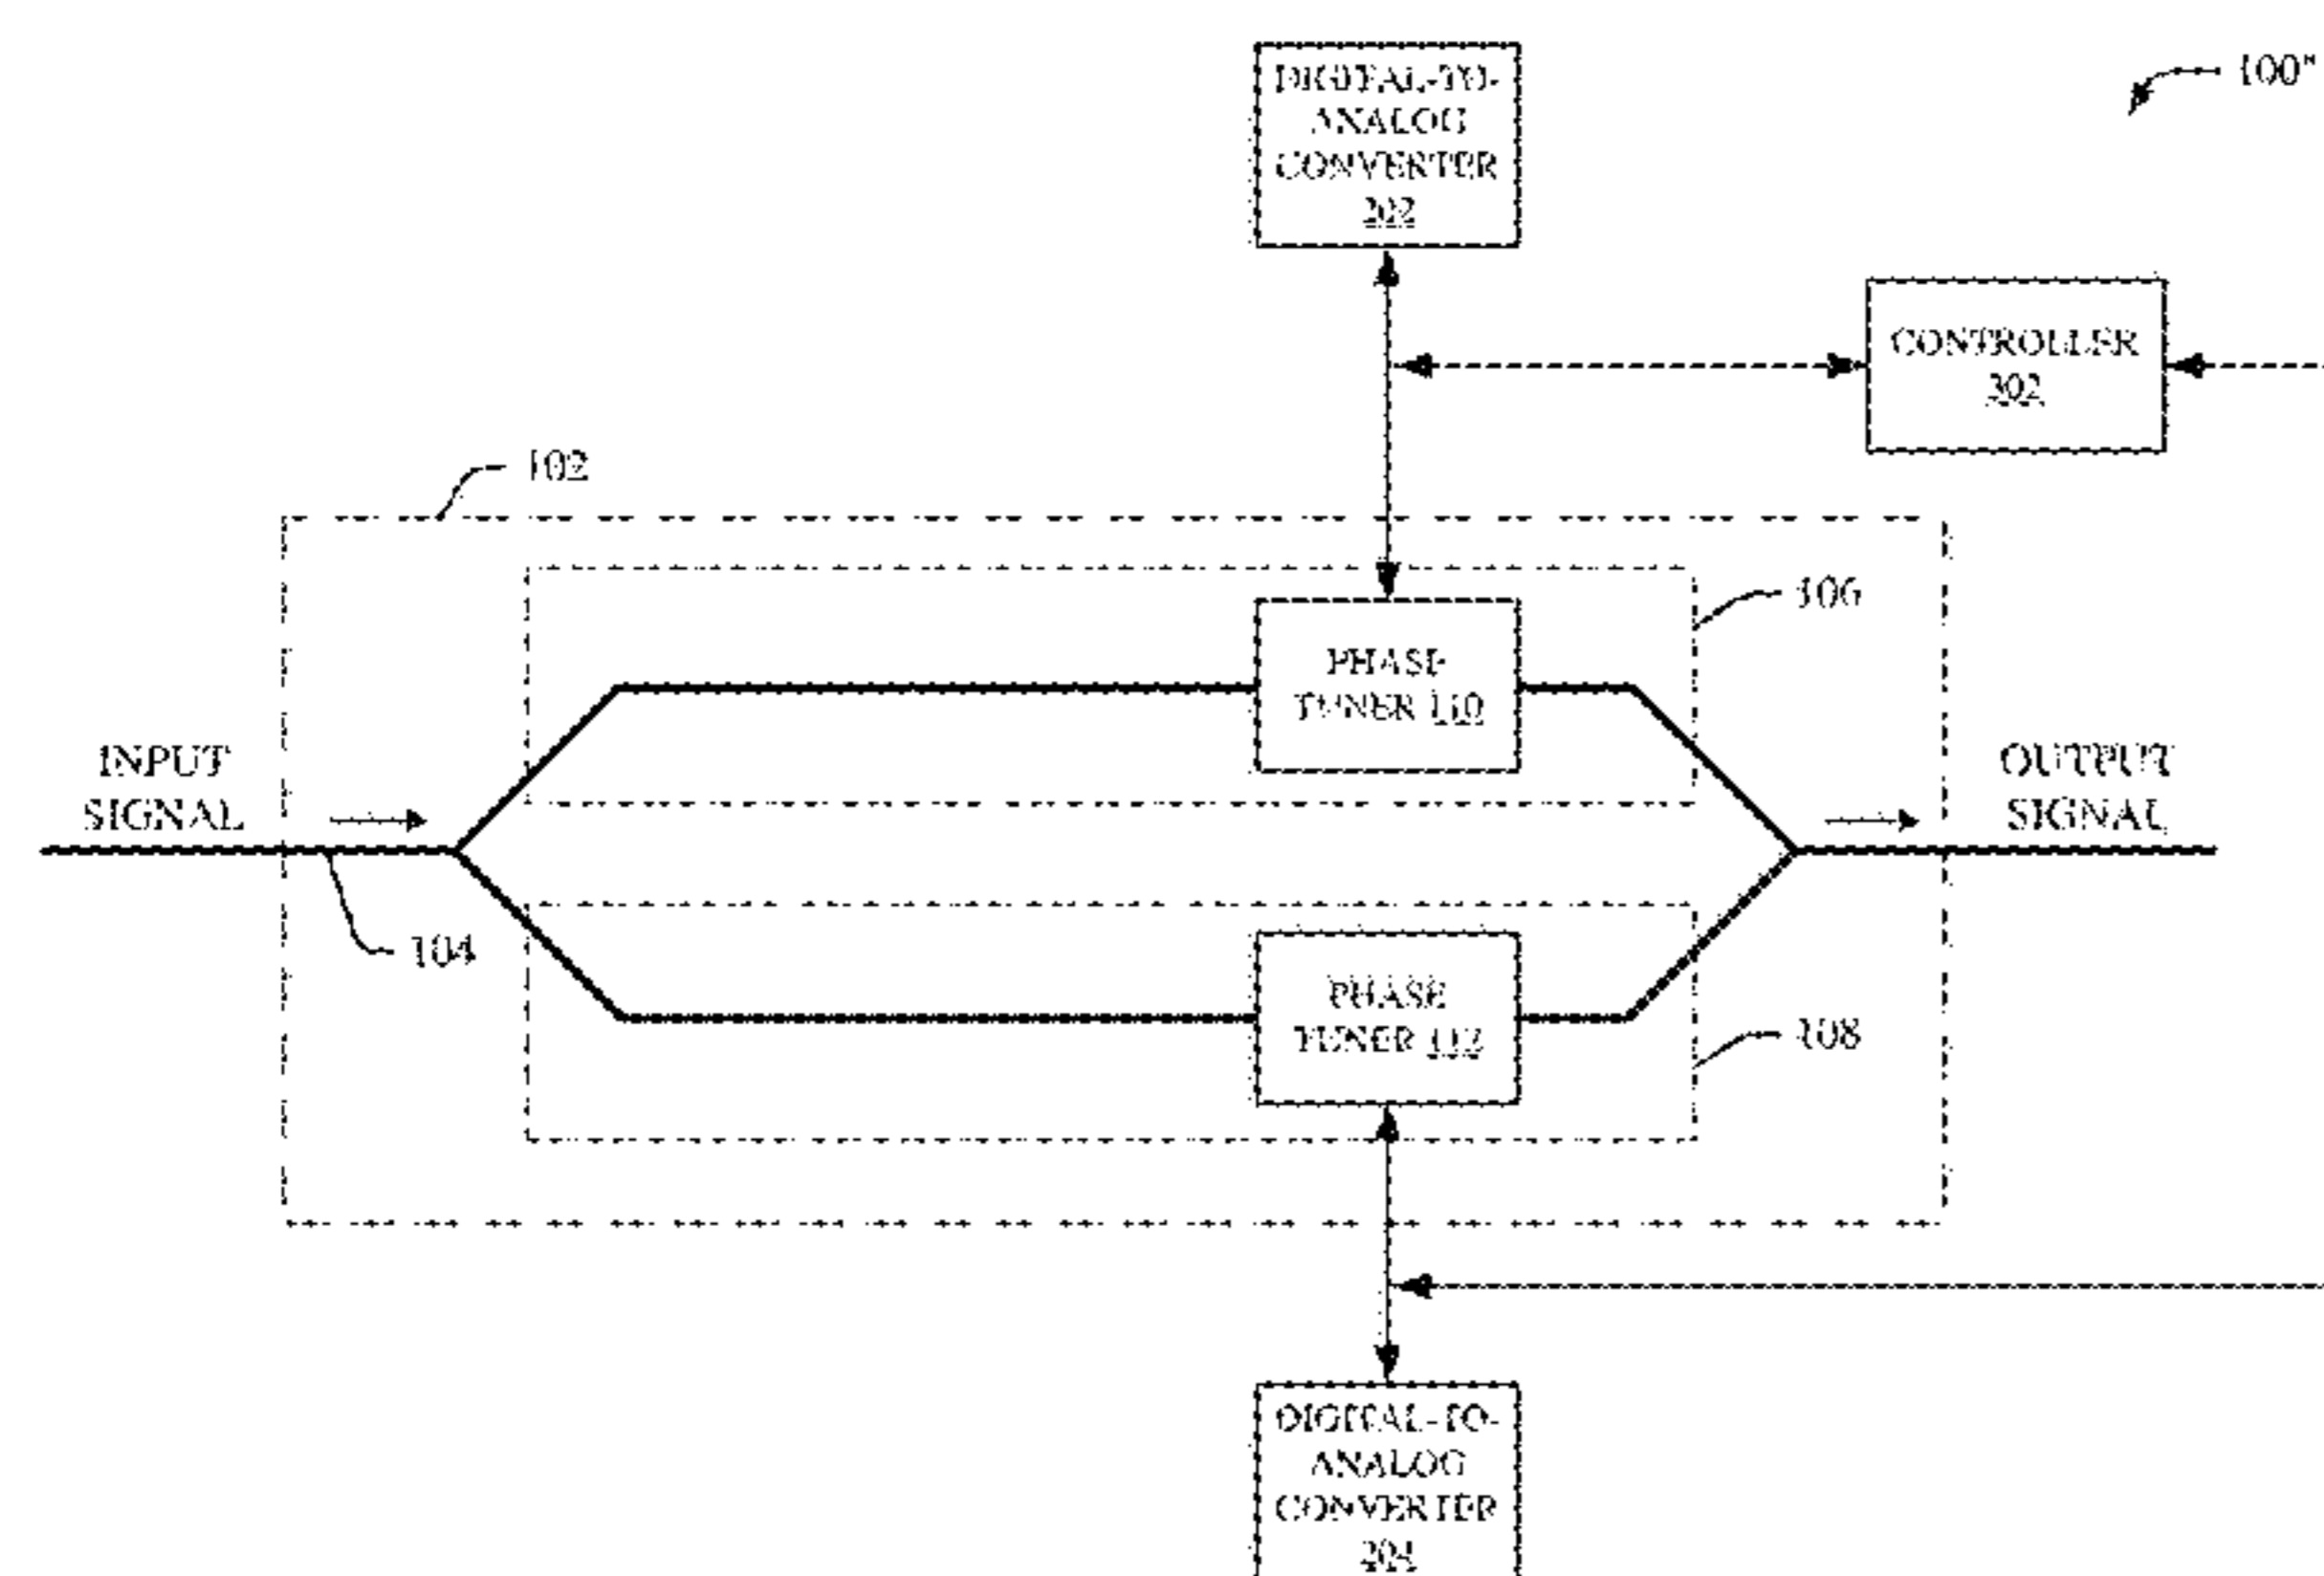 DIGITAL-TO-
ANALOG
CONVERTER
202
100"
CONTROLLER
302
102
106
PHASE
TUNER 110
INPUT
SIGNAL
OUTPUT
SIGNAL
104
PHASE
TUNER 112
108
DIGITAL-TO-
ANALOG
CONVERTER
204